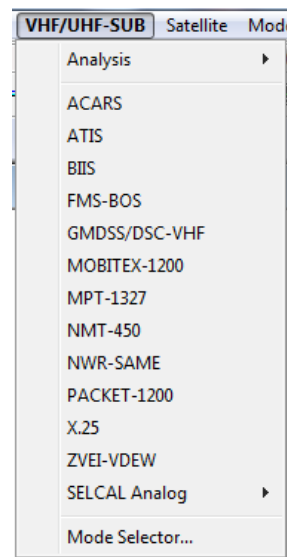 VHF/UHF-SUB Satellite Mod
Analysis
ACARS
ATIS
BIIS
FMS-BOS
GMDSS/DSC-VHF
MOBITEX-1200
MPT-1327
NMT-450
NWR-SAME
PACKET-1200
X.25
ZVEI-VDEW
SELCAL Analog
Mode Selector...